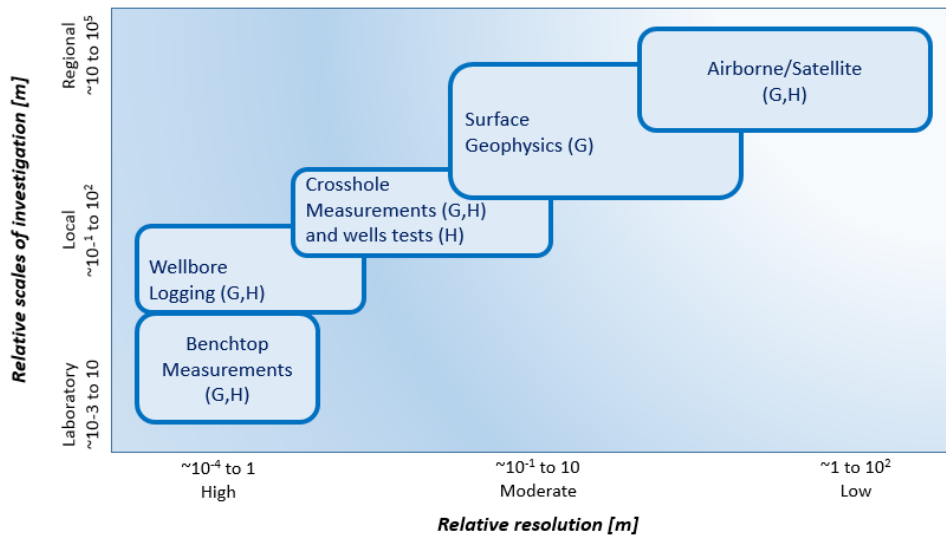 Relative scales of investigation [m]
Regional
~10 to 10⁵
Local
~10⁻¹ to 10²
Laboratory
~10-3 to 10
Airborne/Satellite
(G,H)
Surface
Geophysics (G)
Crosshole
Measurements (G,H)
and wells tests (H)
Wellbore
Logging (G,H)
Benchtop
Measurements
(G,H)
~10⁻⁴ to 1
High
~10⁻¹ to 10
Moderate
~1 to 10²
Low
Relative resolution [m]